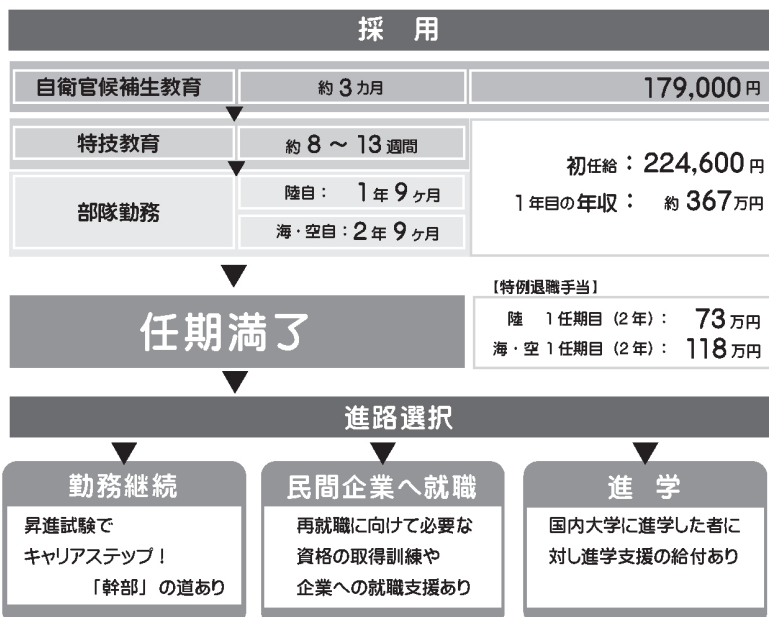 採 用
自衛官候補生教育 約3カ月 179,000円
特技教育 約8～13週間
部隊勤務 陸自： 1年9ヶ月
海・空自：2年9ヶ月
初任給：224,600円
1年目の年収： 約367万円
任期満了
【特例退職手当】
陸 1任期目（2年）： 73万円
海・空 1任期目（2年）： 118万円
進路選択
勤務継続
昇進試験で
キャリアステップ！
「幹部」の道あり
民間企業へ就職
再就職に向けて必要な
資格の取得訓練や
企業への就職支援あり
進 学
国内大学に進学した者に
対し進学支援の給付あり